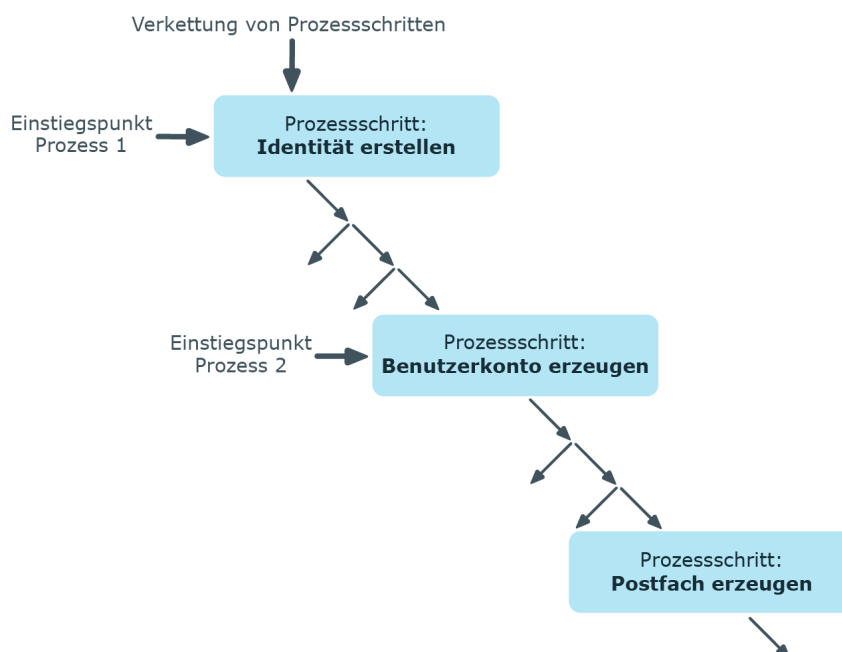 Verkettung von Prozessschritten
Einstiegspunkt
Prozess 1
Prozessschritt:
Identität erstellen
Einstiegspunkt
Prozess 2
Prozessschritt:
Benutzerkonto erzeugen
Prozessschritt:
Postfach erzeugen